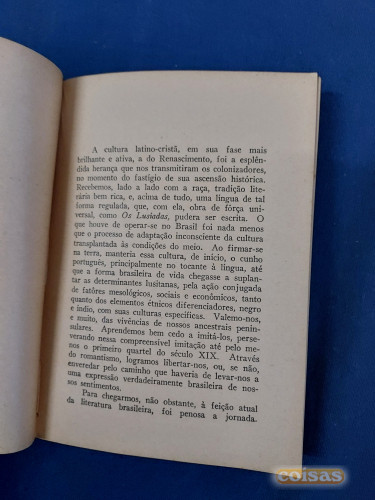 A cultura latino-cristã, em sua fase mais
brilhante e ativa, a do Renascimento, foi a esplên-
dida herança que nos transmitiram os colonizadores,
no momento do fastígio de sua ascensão histórica.
Recebemos, lado a lado com a raça, tradição lite-
rária bem rica, e, acima de tudo, uma língua de tal
forma regulada, que, com ela, obra de fôrça uni-
versal, como Os Lusíadas, pudera ser escrita. O
que houve de operar-se no Brasil foi nada menos
que o processo de adaptação inconsciente da cultura
transplantada às condições do meio. Ao firmar-se
na terra, manteria essa cultura, de início, o cunho
português, principalmente no tocante à língua, até
que a forma brasileira de vida chegasse a suplan-
tar as determinantes lusitanas, pela ação conjugada
de fatôres mesológicos, sociais e econômicos, tanto
quanto dos elementos étnicos diferenciadores, negro
e índio, com suas culturas específicas. Valemo-nos,
e muito, das vivências de nossos ancestrais penin-
sulares. Aprendemos bem cedo a imitá-los, perse-
verando nessa compreensível imitação até pelo me-
nos o primeiro quartel do século XIX. Através
do romantismo, logramos libertar-nos, ou, se não,
enveredar pelo caminho que haveria de levar-nos a
uma expressão verdadeiramente brasileira de nos-
sos sentimentos.
Para chegarmos, não obstante, à feição atual
da literatura brasileira, foi penosa a jornada.
coisas